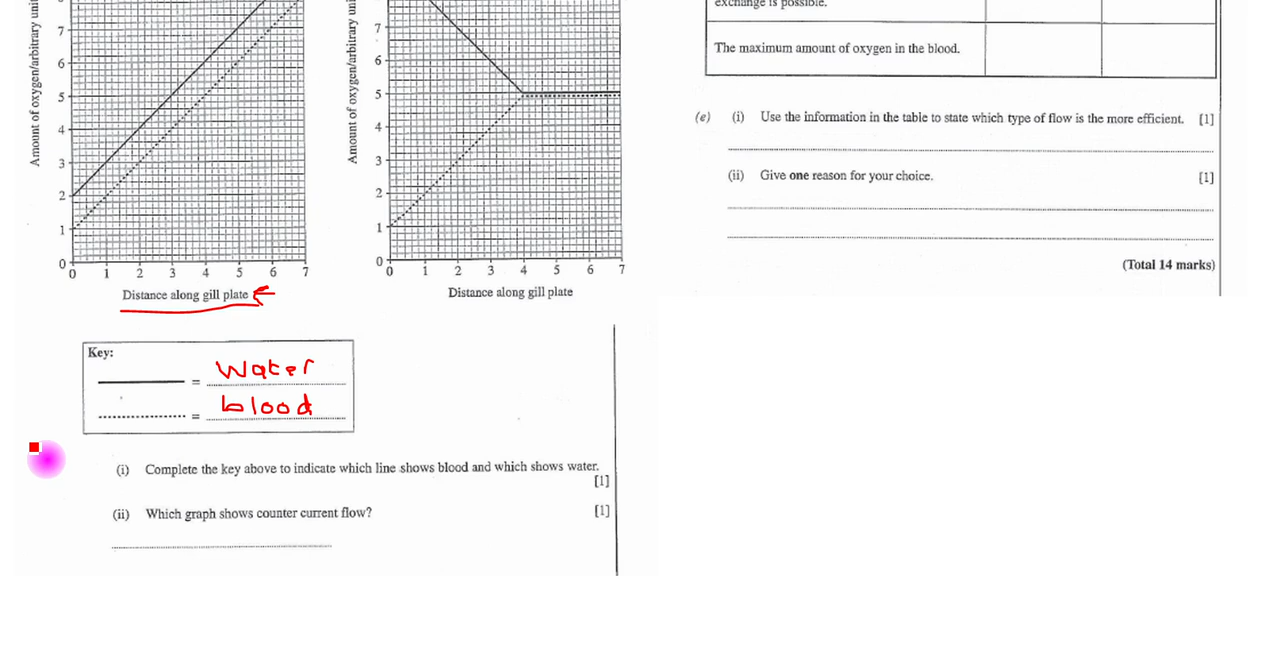 Amount of oxygen/arbitrary uni
7
6
5
4
3
2
1
0
0 1 2 3 4 5 6 7
Distance along gill plate
Amount of oxygen/arbitrary uni
7
6
5
4
3
2
1
0
0 1 2 3 4 5 6 7
Distance along gill plate
Key:
= Water
= blood
(i) Complete the key above to indicate which line shows blood and which shows water.
[1]
(ii) Which graph shows counter current flow? [1]
exchange is possible.
The maximum amount of oxygen in the blood.
(e) (i) Use the information in the table to state which type of flow is the more efficient. [1]
(ii) Give one reason for your choice. [1]
(Total 14 marks)